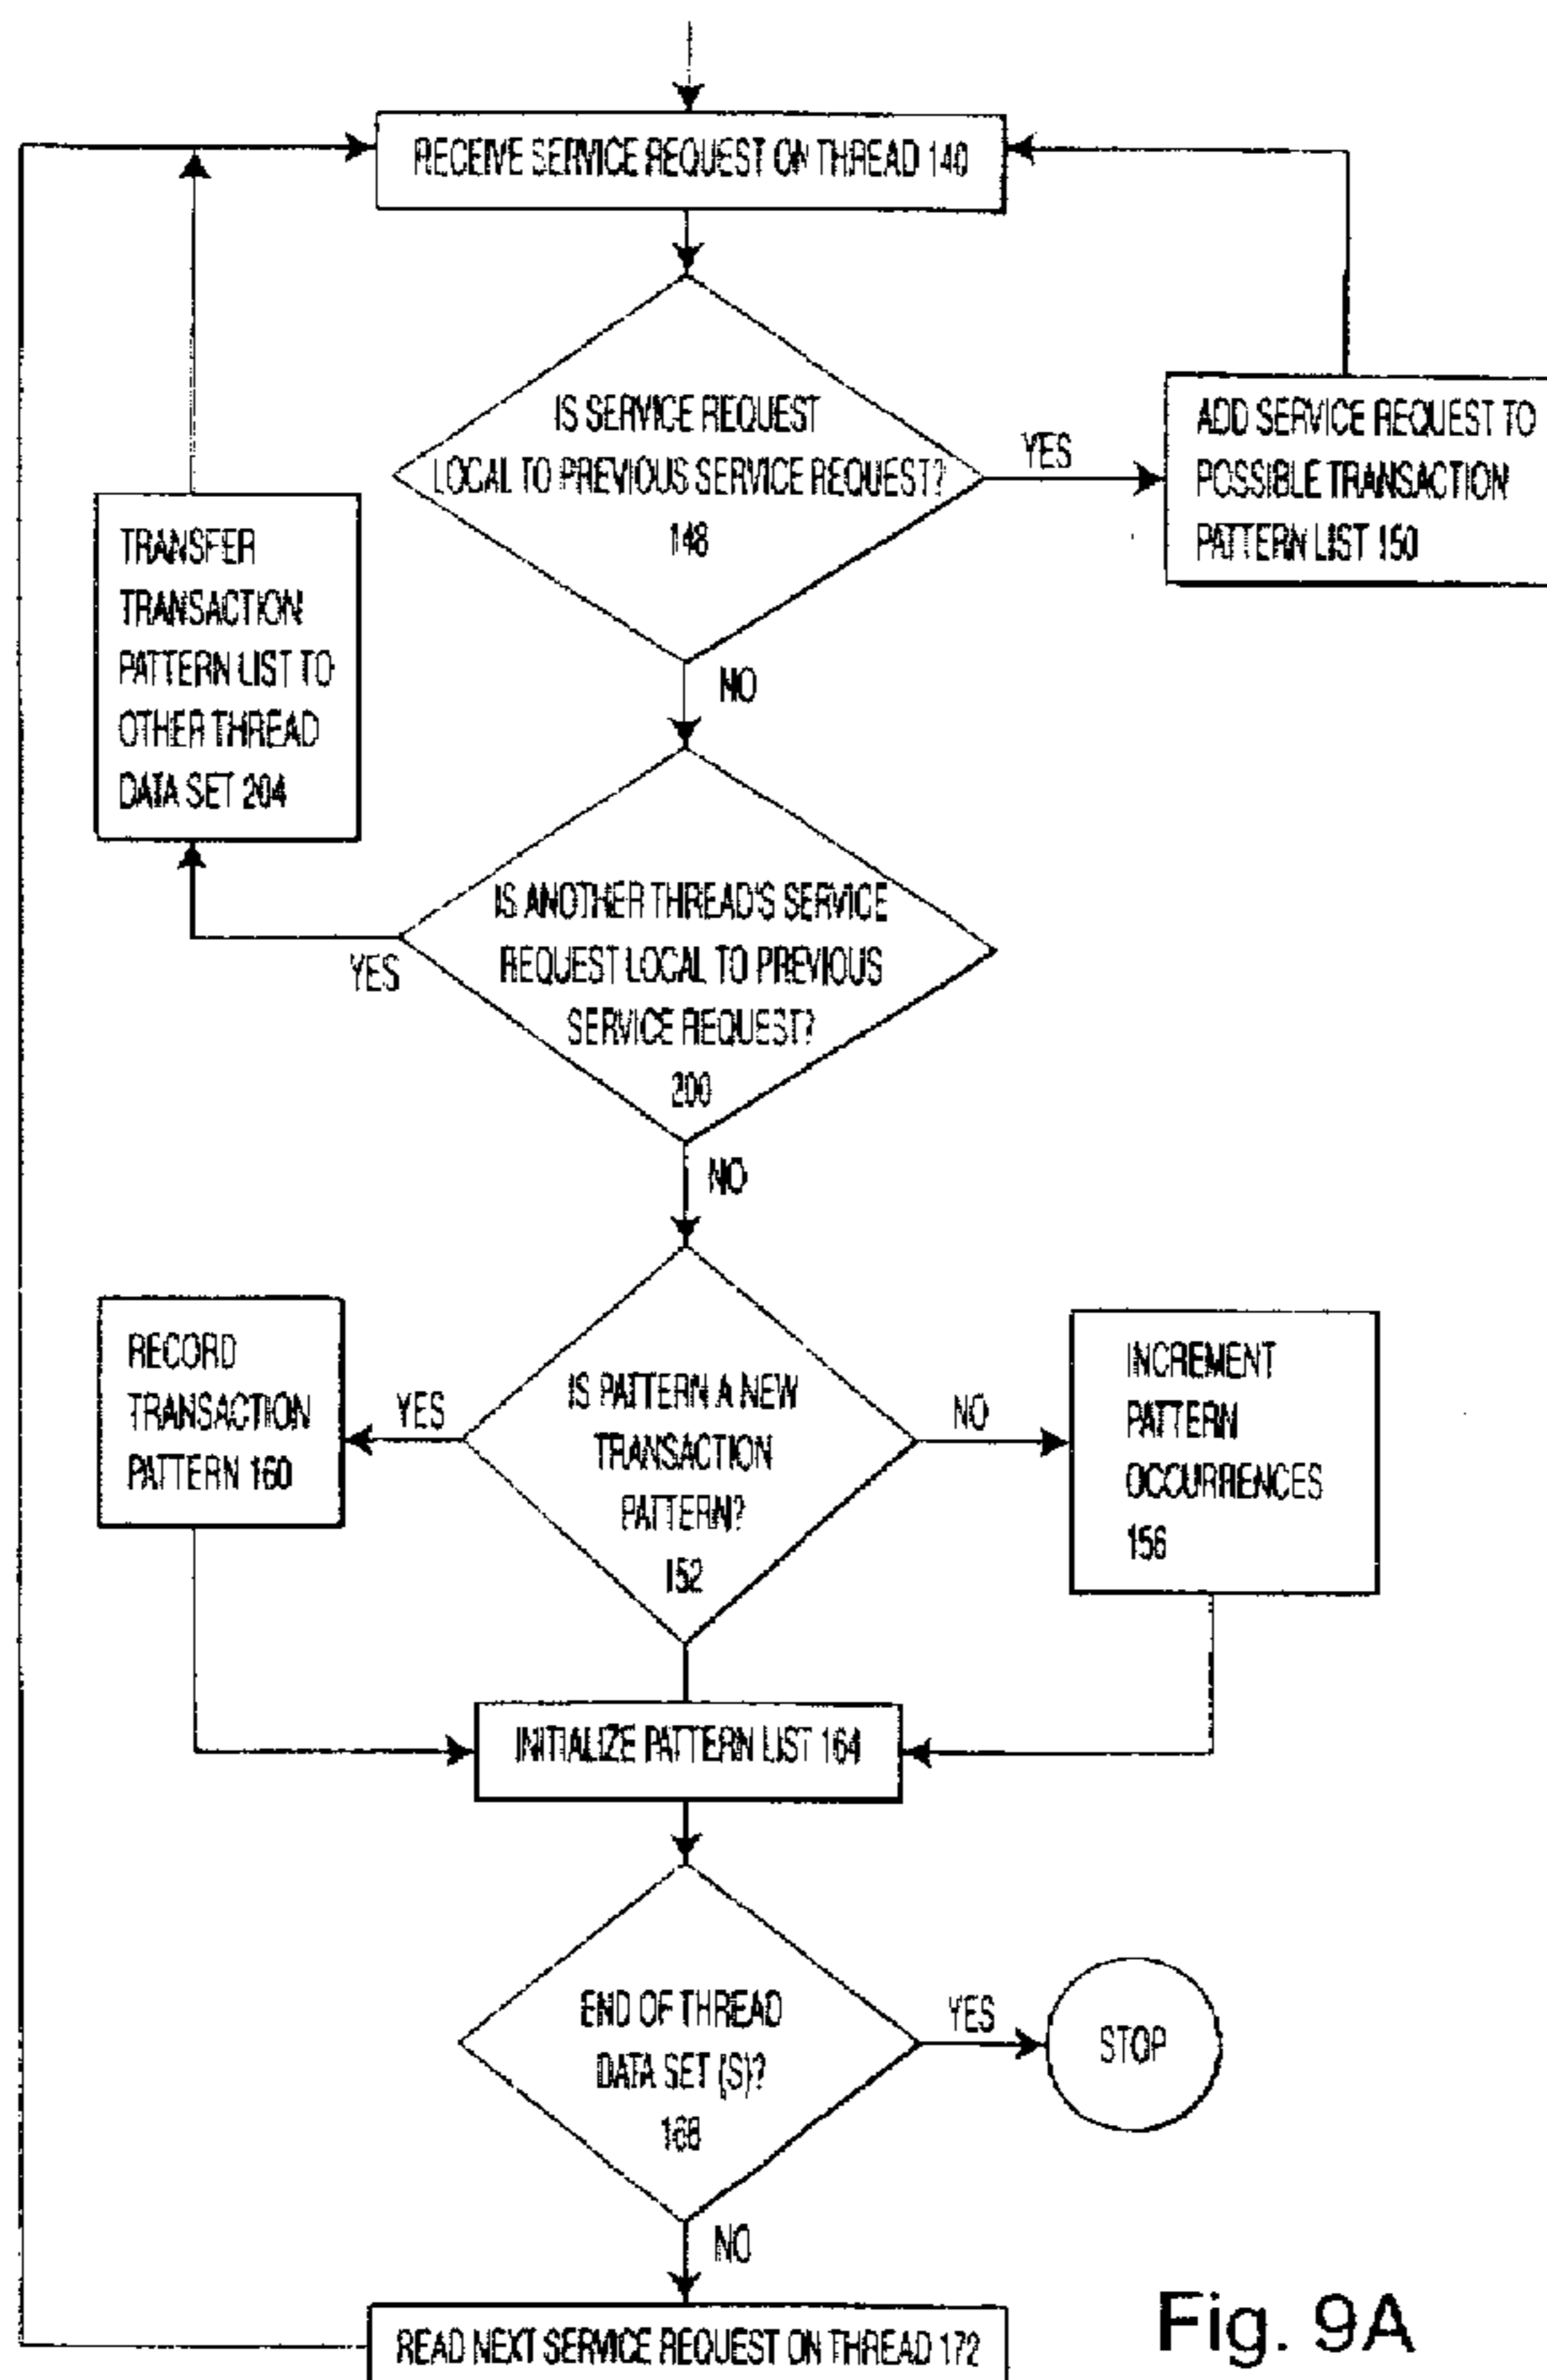 RECEIVE SERVICE REQUEST ON THREAD 140
IS SERVICE REQUEST
LOCAL TO PREVIOUS SERVICE REQUEST?
148
YES
ADD SERVICE REQUEST TO
POSSIBLE TRANSACTION
PATTERN LIST 150
NO
TRANSFER
TRANSACTION
PATTERN LIST TO
OTHER THREAD
DATA SET 204
IS ANOTHER THREAD'S SERVICE
REQUEST LOCAL TO PREVIOUS
SERVICE REQUEST?
200
YES
NO
RECORD
TRANSACTION
PATTERN 160
YES
IS PATTERN A NEW
TRANSACTION
PATTERN?
152
NO
INCREMENT
PATTERN
OCCURRENCES
156
INITIALIZE PATTERN LIST 164
END OF THREAD
DATA SET (S)?
168
YES
STOP
NO
READ NEXT SERVICE REQUEST ON THREAD 172
Fig. 9A